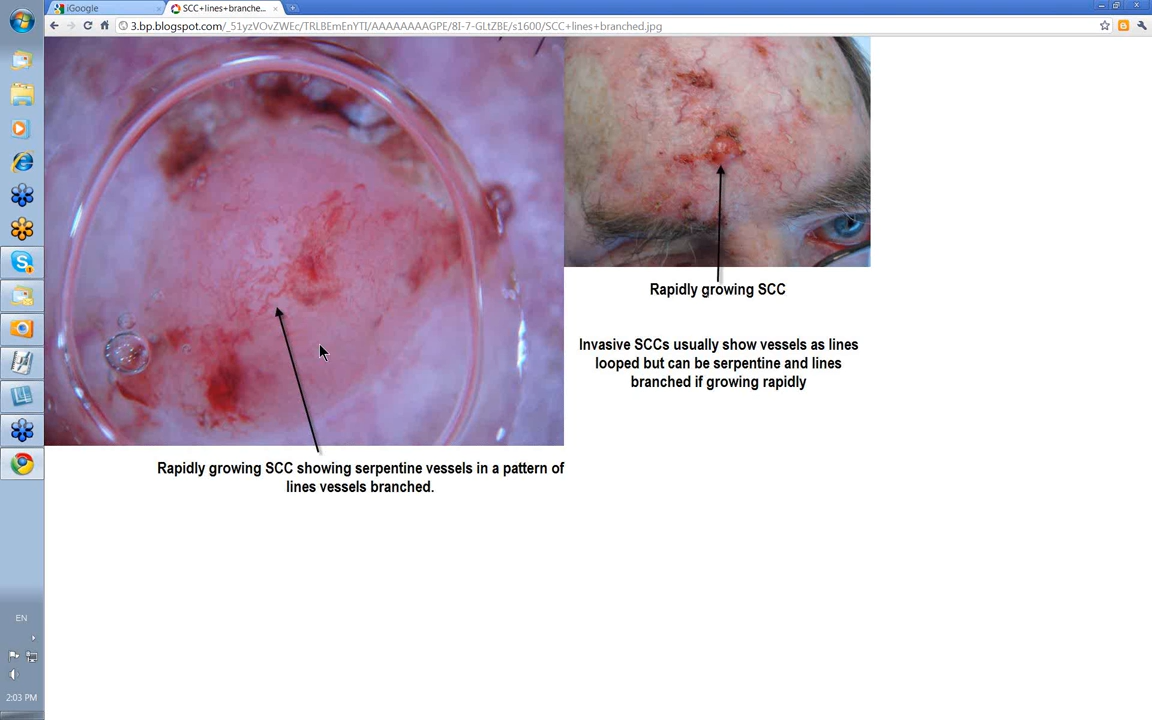 iGoogle
SCC+lines+branche...
3.bp.blogspot.com/_51yzVOvZWEc/TRLBEmEnYTI/AAAAAAAAGPE/8I-7-GLtZBE/s1600/SCC+lines+branched.jpg
Rapidly growing SCC
Invasive SCCs usually show vessels as lines
looped but can be serpentine and lines
branched if growing rapidly
Rapidly growing SCC showing serpentine vessels in a pattern of
lines vessels branched.
EN
2:03 PM